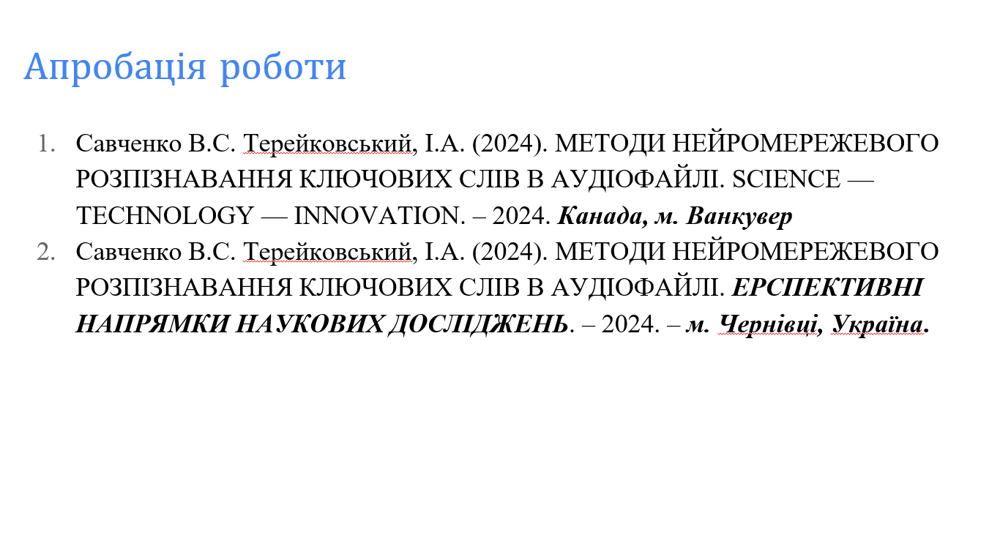 Апробація роботи
1. Савченко В.С. Терейковський, І.А. (2024). МЕТОДИ НЕЙРОМЕРЕЖЕВОГО
РОЗПІЗНАВАННЯ КЛЮЧОВИХ СЛІВ В АУДІОФАЙЛІ. SCIENCE —
TECHNOLOGY — INNOVATION. – 2024. Канада, м. Ванкувер
2. Савченко В.С. Терейковський, І.А. (2024). МЕТОДИ НЕЙРОМЕРЕЖЕВОГО
РОЗПІЗНАВАННЯ КЛЮЧОВИХ СЛІВ В АУДІОФАЙЛІ. ЕРСПЕКТИВНІ
НАПРЯМКИ НАУКОВИХ ДОСЛІДЖЕНЬ. – 2024. – м. Чернівці, Україна.